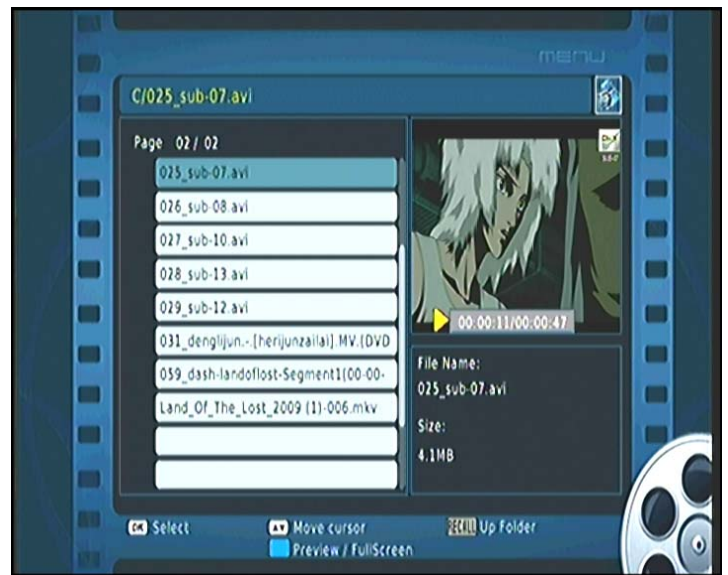 menu
C/025_sub-07.avi
Page 02/ 02
025_sub-07.avi
026_sub-08.avi
027_sub-10.avi
028_sub-13.avi
029_sub-12.avi
031_denglijun.-.[herijunzailai].MV.(DVD
059_dash-landoflost-Segment1(00-00-
Land_Of_The_Lost_2009 (1)-006.mkv
00:00:11/00:00:47
File Name:
025_sub-07.avi
Size:
4.1MB
OK Select
Move cursor
RECALL Up Folder
Preview / FullScreen